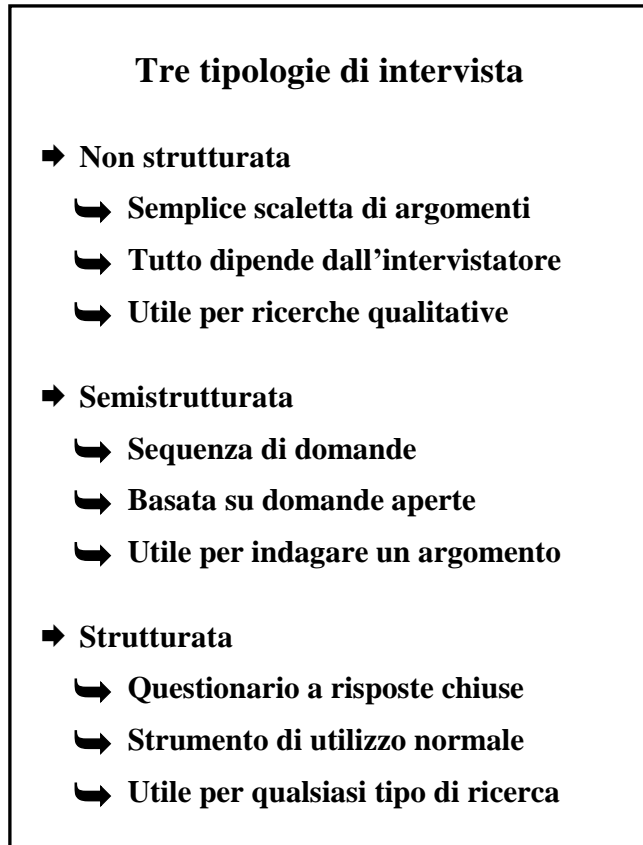 Tre tipologie di intervista
Non strutturata
Semplice scaletta di argomenti
Tutto dipende dall’intervistatore
Utile per ricerche qualitative
Semistrutturata
Sequenza di domande
Basata su domande aperte
Utile per indagare un argomento
Strutturata
Questionario a risposte chiuse
Strumento di utilizzo normale
Utile per qualsiasi tipo di ricerca